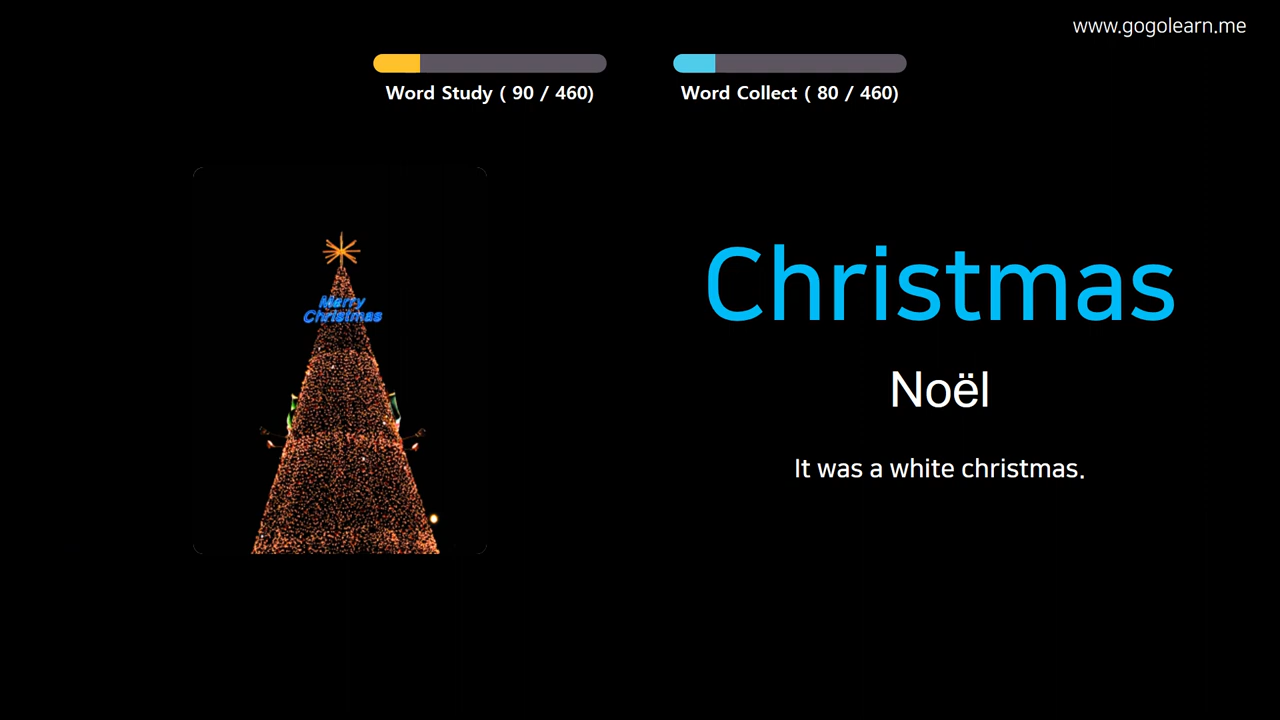 www.gogolearn.me
Word Study ( 90 / 460)
Word Collect ( 80 / 460)
Merry
Christmas
Christmas
Noël
It was a white christmas.